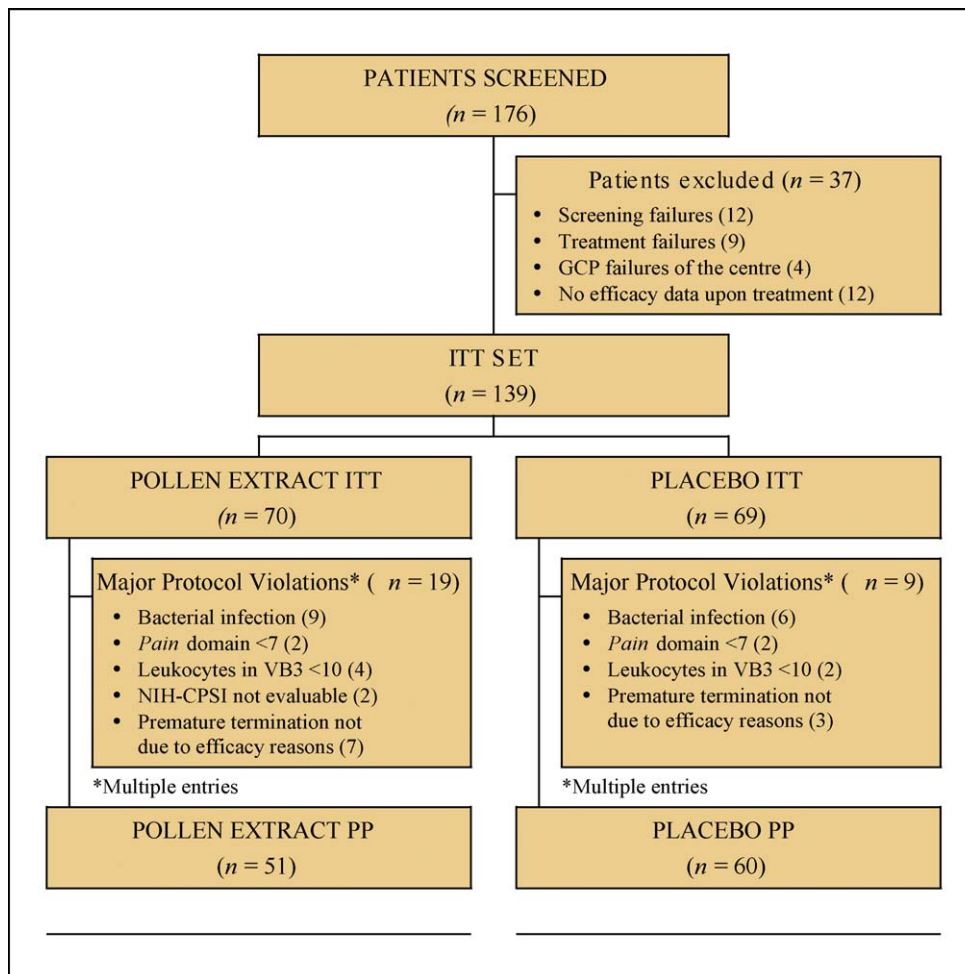 PATIENTS SCREENED
(n = 176)
Patients excluded (n = 37)
• Screening failures (12)
• Treatment failures (9)
• GCP failures of the centre (4)
• No efficacy data upon treatment (12)
ITT SET
(n = 139)
POLLEN EXTRACT ITT
(n = 70)
Major Protocol Violations* ( n = 19)
• Bacterial infection (9)
• Pain domain <7 (2)
• Leukocytes in VB3 <10 (4)
• NIH-CPSI not evaluable (2)
• Premature termination not
due to efficacy reasons (7)
*Multiple entries
POLLEN EXTRACT PP
(n = 51)
PLACEBO ITT
(n = 69)
Major Protocol Violations* ( n = 9)
• Bacterial infection (6)
• Pain domain <7 (2)
• Leukocytes in VB3 <10 (2)
• Premature termination not
due to efficacy reasons (3)
*Multiple entries
PLACEBO PP
(n = 60)